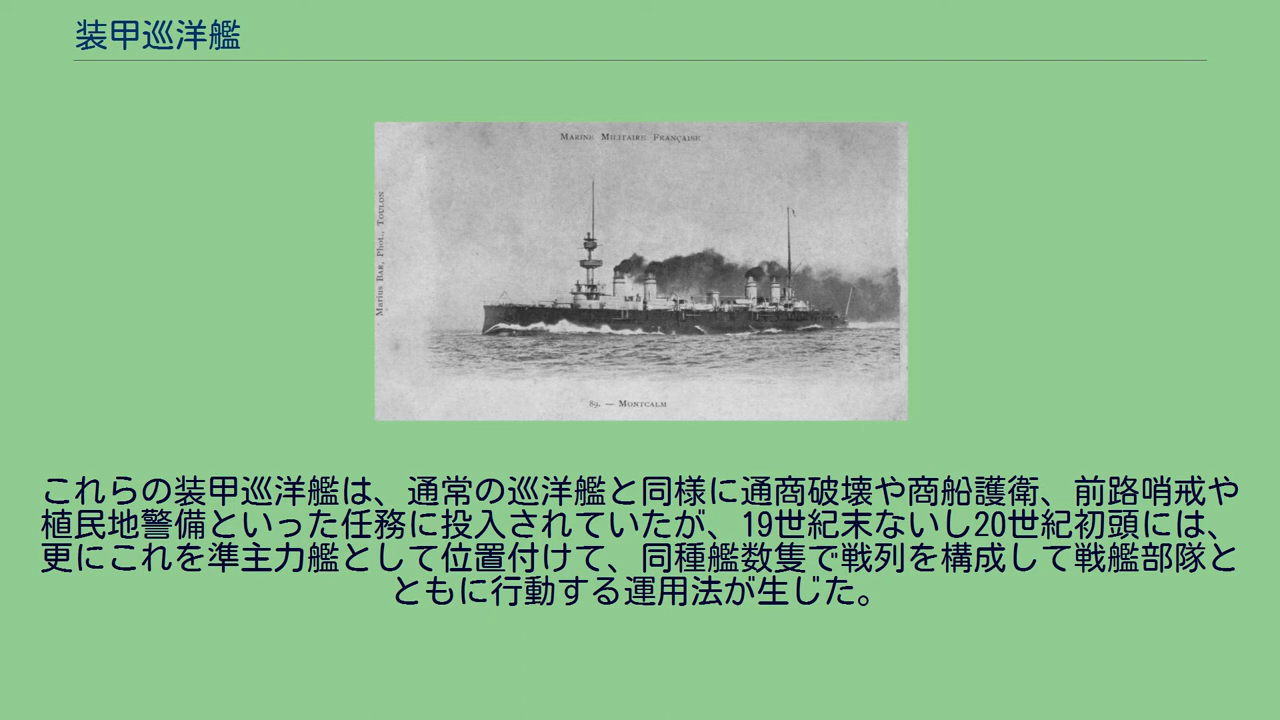 装甲巡洋艦
MARINE MILITAIRE FRANÇAISE
Marius BAR, Phot., TOULON
89. — MONTCALM
これらの装甲巡洋艦は、通常の巡洋艦と同様に通商破壊や商船護衛、前路哨戒や
植民地警備といった任務に投入されていたが、19世紀末ないし20世紀初頭には、
更にこれを準主力艦として位置付けて、同種艦数隻で戦列を構成して戦艦部隊と
ともに行動する運用法が生じた。